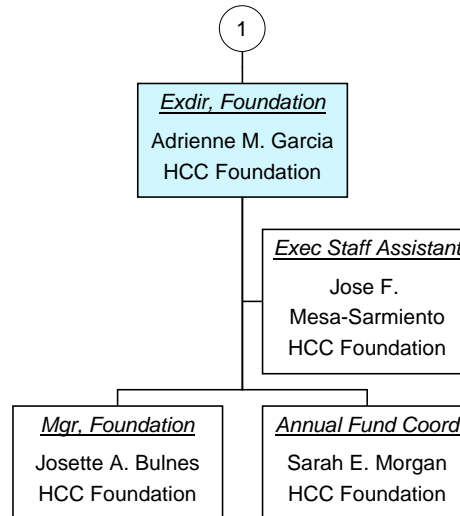 1
Exdir, Foundation
Adrienne M. Garcia
HCC Foundation
Exec Staff Assistant
Jose F.
Mesa-Sarmiento
HCC Foundation
Mgr, Foundation
Josette A. Bulnes
HCC Foundation
Annual Fund Coord
Sarah E. Morgan
HCC Foundation